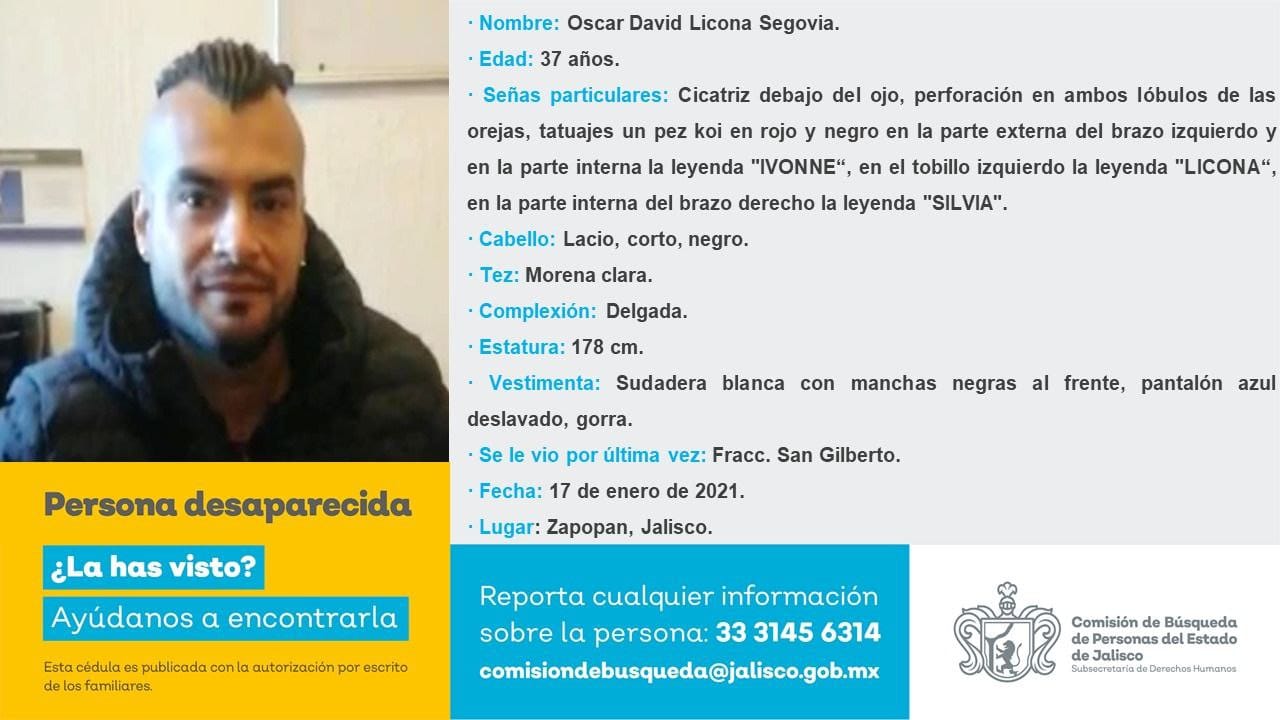 · Nombre: Oscar David Licona Segovia.
· Edad: 37 años.
· Señas particulares: Cicatriz debajo del ojo, perforación en ambos lóbulos de las
orejas, tatuajes un pez koi en rojo y negro en la parte externa del brazo izquierdo y
en la parte interna la leyenda "IVONNE“, en el tobillo izquierdo la leyenda "LICONA“,
en la parte interna del brazo derecho la leyenda "SILVIA".
· Cabello: Lacio, corto, negro.
· Tez: Morena clara.
· Complexión: Delgada.
· Estatura: 178 cm.
· Vestimenta: Sudadera blanca con manchas negras al frente, pantalón azul
deslavado, gorra.
· Se le vio por última vez: Fracc. San Gilberto.
· Fecha: 17 de enero de 2021.
· Lugar: Zapopan, Jalisco.
Persona desaparecida
¿La has visto?
Ayúdanos a encontrarla
Esta cédula es publicada con la autorización por escrito
de los familiares.
Reporta cualquier información
sobre la persona: 33 3145 6314
comisiondebusqueda@jalisco.gob.mx
Comisión de Búsqueda
de Personas del Estado
de Jalisco
Subsecretaría de Derechos Humanos